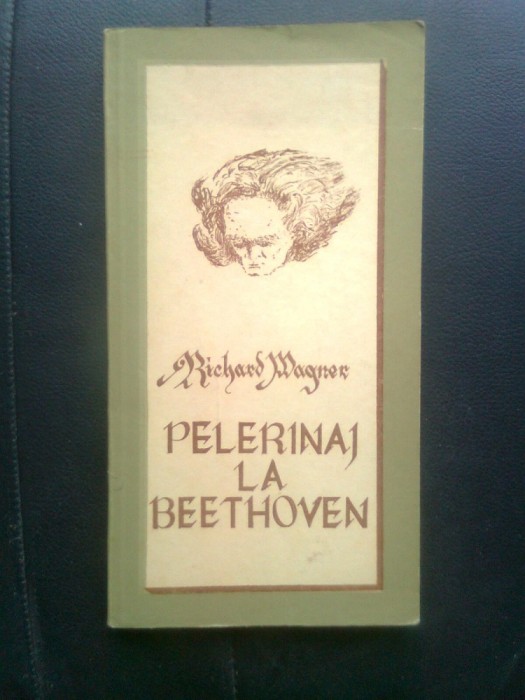 Richard Wagner
PELERINAJ
LA
BEETHOVEN